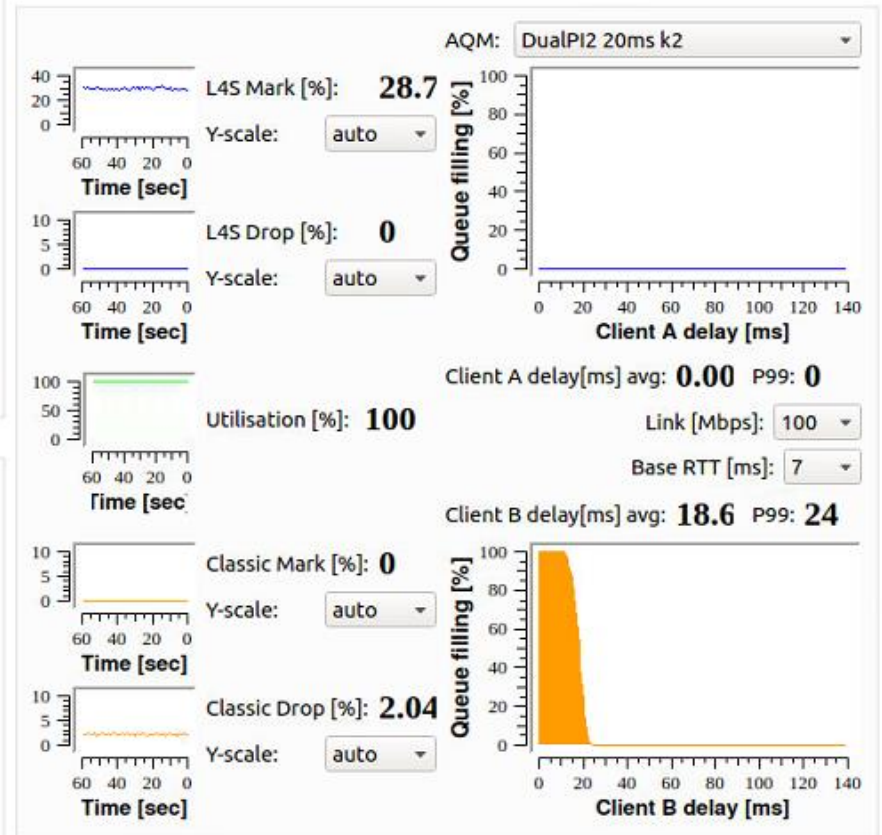 AQM: DualPI2 20ms k2
40
20
0
60 40 20 0
Time [sec]
L4S Mark [%]: 28.7
Y-scale: auto
10
5
0
60 40 20 0
Time [sec]
L4S Drop [%]: 0
Y-scale: auto
Queue filling [%]
100
80
60
40
20
0
0 20 40 60 80 100 120 140
Client A delay [ms]
Client A delay[ms] avg: 0.00 P99: 0
Link [Mbps]: 100
Base RTT [ms]: 7
100
50
0
60 40 20 0
Time [sec
Utilisation [%]: 100
Client B delay[ms] avg: 18.6 P99: 24
10
5
0
60 40 20 0
Time [sec]
Classic Mark [%]: 0
Y-scale: auto
10
5
0
60 40 20 0
Time [sec]
Classic Drop [%]: 2.04
Y-scale: auto
Queue filling [%]
100
80
60
40
20
0
0 20 40 60 80 100 120 140
Client B delay [ms]